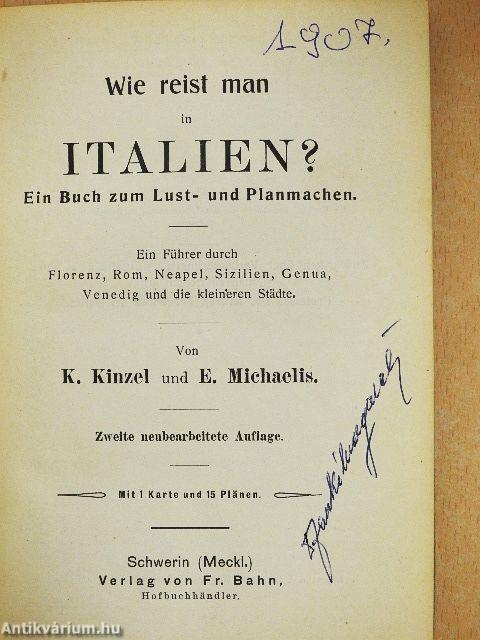 1907.
Wie reist man
in
ITALIEN?
Ein Buch zum Lust- und Planmachen.
Ein Führer durch
Florenz, Rom, Neapel, Sizilien, Genua,
Venedig und die kleineren Städte.
Von
K. Kinzel und E. Michaelis.
Zweite neubearbeitete Auflage.
Mit 1 Karte und 15 Plänen.
Schwerin (Meckl.)
Verlag von Fr. Bahn,
Hofbuchhändler.
Antikvárium.hu